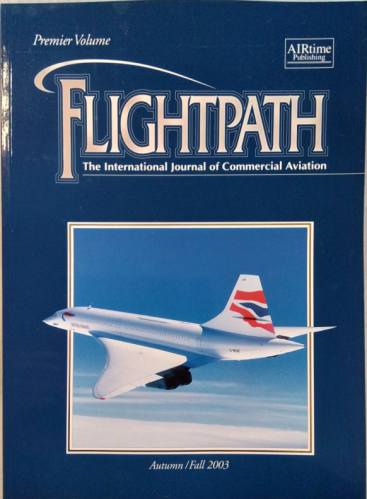 Premier Volume
AIRtime
Publishing
FLIGHTPATH
The International Journal of Commercial Aviation
Autumn/Fall 2003